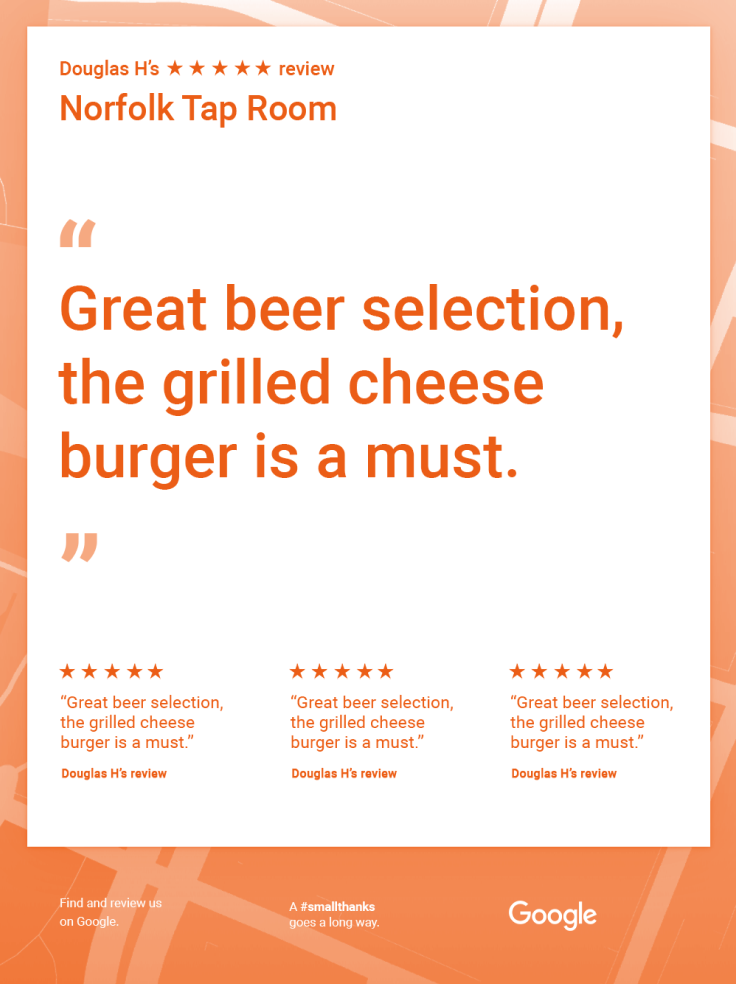 Douglas H’s ★ ★ ★ ★ ★ review
Norfolk Tap Room
“
Great beer selection,
the grilled cheese
burger is a must.
”
★ ★ ★ ★ ★
“Great beer selection,
the grilled cheese
burger is a must.”
Douglas H’s review
★ ★ ★ ★ ★
“Great beer selection,
the grilled cheese
burger is a must.”
Douglas H’s review
★ ★ ★ ★ ★
“Great beer selection,
the grilled cheese
burger is a must.”
Douglas H’s review
Find and review us
on Google.
A #smallthanks
goes a long way.
Google